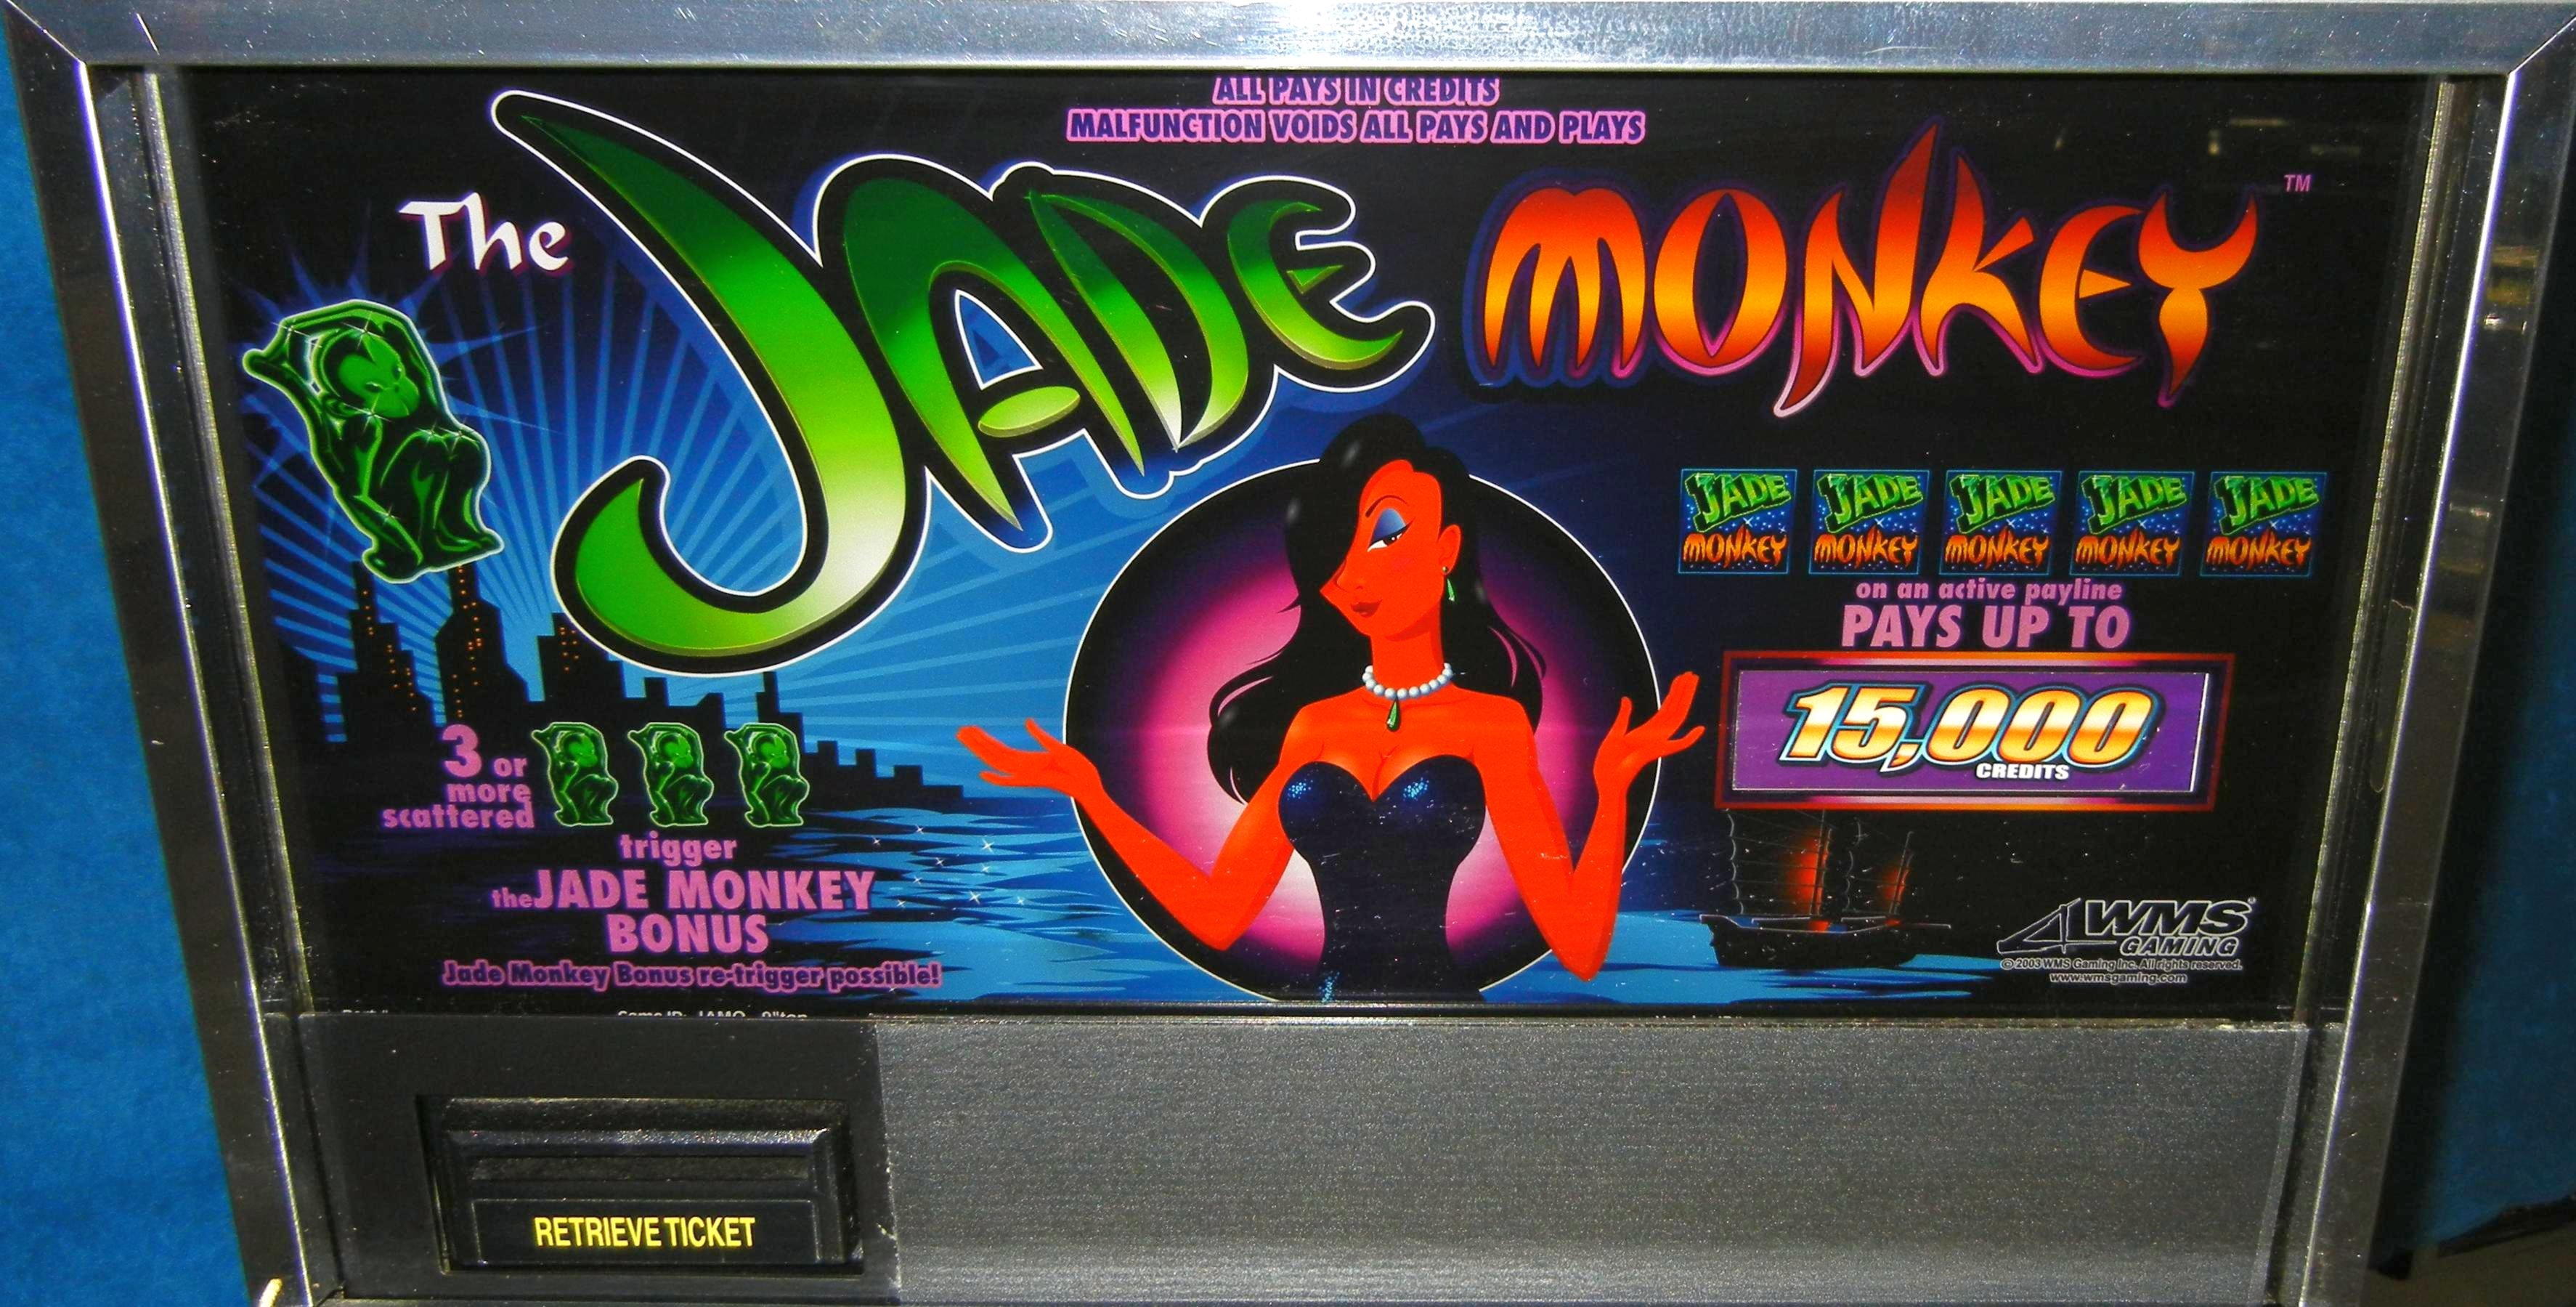 ALL PAYS IN CREDITS
MALFUNCTION VOIDS ALL PAYS AND PLAYS
The JADE MONKEY™
JADE MONKEY
JADE MONKEY
JADE MONKEY
JADE MONKEY
JADE MONKEY
on an active payline
PAYS UP TO
15,000
CREDITS
3 or
more
scattered
trigger
the JADE MONKEY
BONUS
Jade Monkey Bonus re-trigger possible!
WMS®
GAMING
© 2003 WMS Gaming Inc. All rights reserved.
www.wmsgaming.com
RETRIEVE TICKET